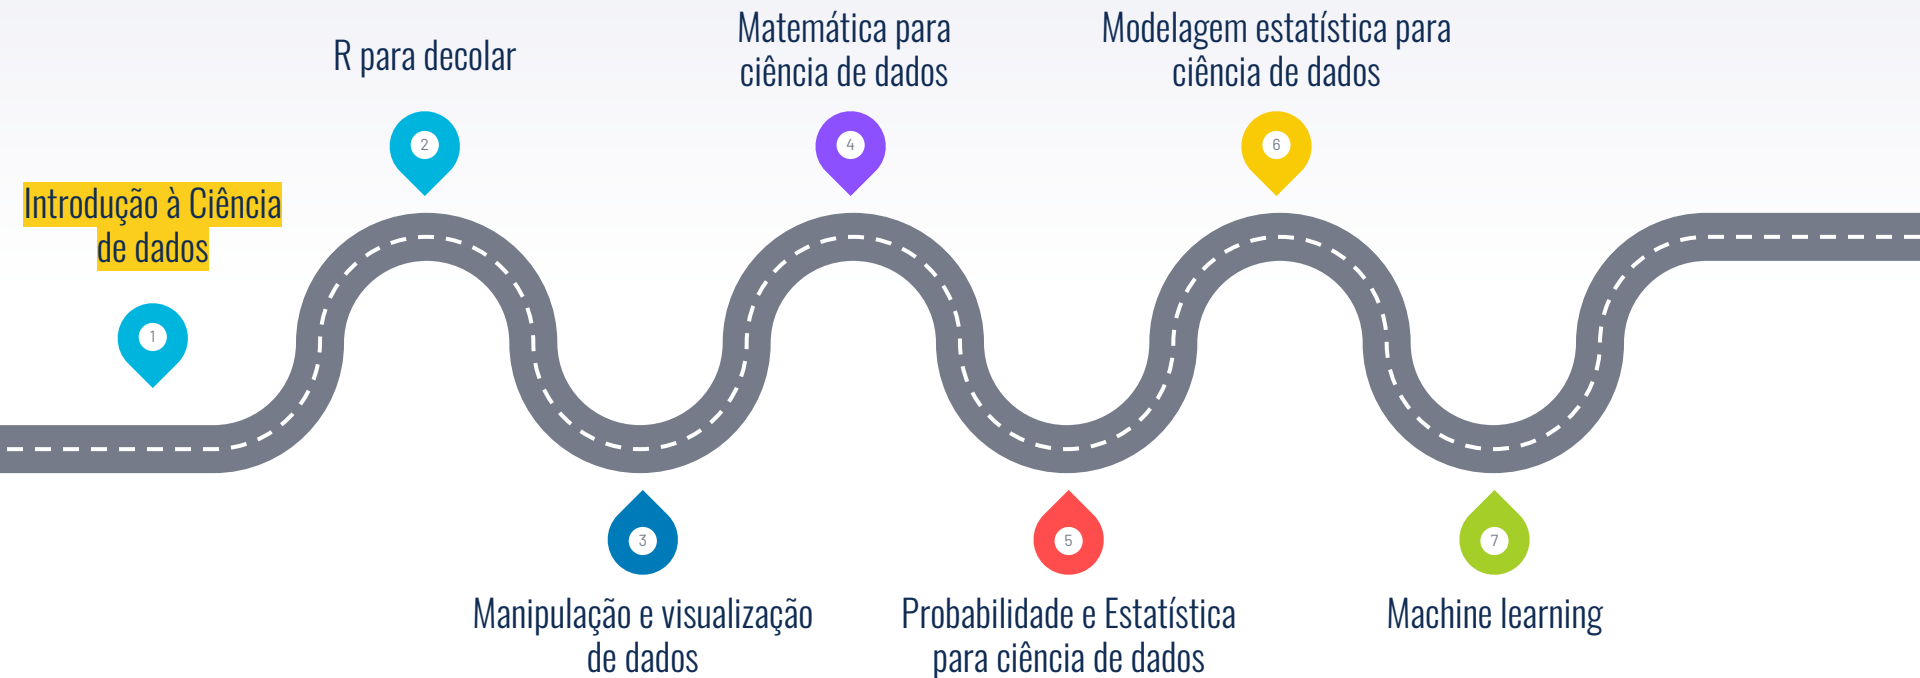 Introdução à Ciência
de dados
1
R para decolar
2
3
Manipulação e visualização
de dados
Matemática para
ciência de dados
4
5
Probabilidade e Estatística
para ciência de dados
Modelagem estatística para
ciência de dados
6
7
Machine learning